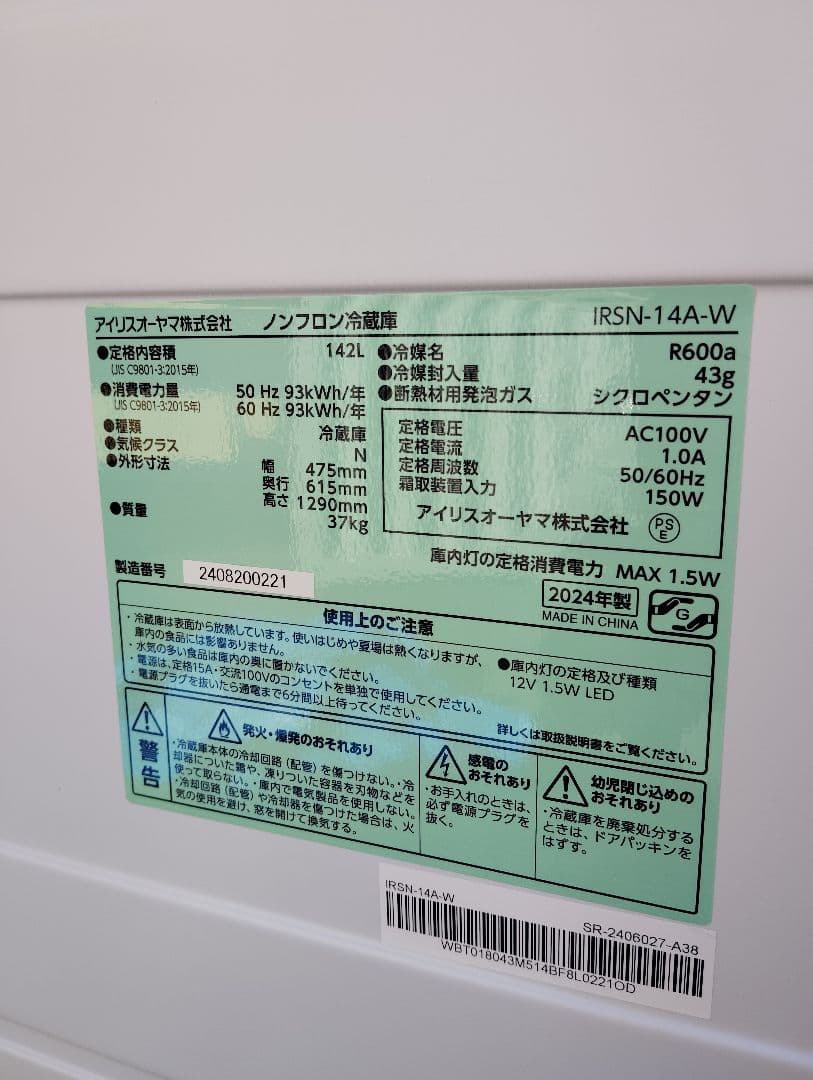 アイリスオーヤマ株式会社 ノンフロン冷蔵庫 IRSN-14A-W
●定格内容積 142L
(JIS C9801-3:2015年)
●消費電力量 50 Hz 93kWh/年
(JIS C9801-3:2015年) 60 Hz 93kWh/年
●種類 冷蔵庫
●気候クラス N
●外形寸法 幅 475mm
奥行 615mm
高さ 1290mm
●質量 37kg
●冷媒名 R600a
●冷媒封入量 43g
●断熱材用発泡ガス シクロペンタン
定格電圧 AC100V
定格電流 1.0A
定格周波数 50/60Hz
霜取装置入力 150W
アイリスオーヤマ株式会社 PSE
庫内灯の定格消費電力 MAX 1.5W
製造番号 2408200221
2024年製
MADE IN CHINA
G
使用上のご注意
・冷蔵庫は表面から放熱しています。使いはじめや夏場は熱くなりますが、
庫内の食品には影響ありません。
・水気の多い食品は庫内の奥に置かないでください。
・電源は、定格15A・交流100Vのコンセントを単独で使用してください。
・電源プラグを抜いたら通電まで6分間以上待ってください。
●庫内灯の定格及び種類
12V 1.5W LED
詳しくは取扱説明書をご覧ください。
警告
発火・爆発のおそれあり
・冷蔵庫本体の冷却回路（配管）を傷つけない。・冷
却器についた霜や、凍りついた容器を刃物などを
使って取らない。・庫内で電気製品を使用しない。
・冷却回路（配管）や冷却器を傷つけた場合は、火
気の使用を避け、窓を開けて換気する。
感電の
おそれあり
・お手入れのときは、
必ず電源プラグを
抜く。
幼児閉じ込めの
おそれあり
・冷蔵庫を廃棄処分する
ときは、ドアパッキンを
はずす。
IRSN-14A-W
SR-2406027-A38
WBT018043M514BF8L0221OD